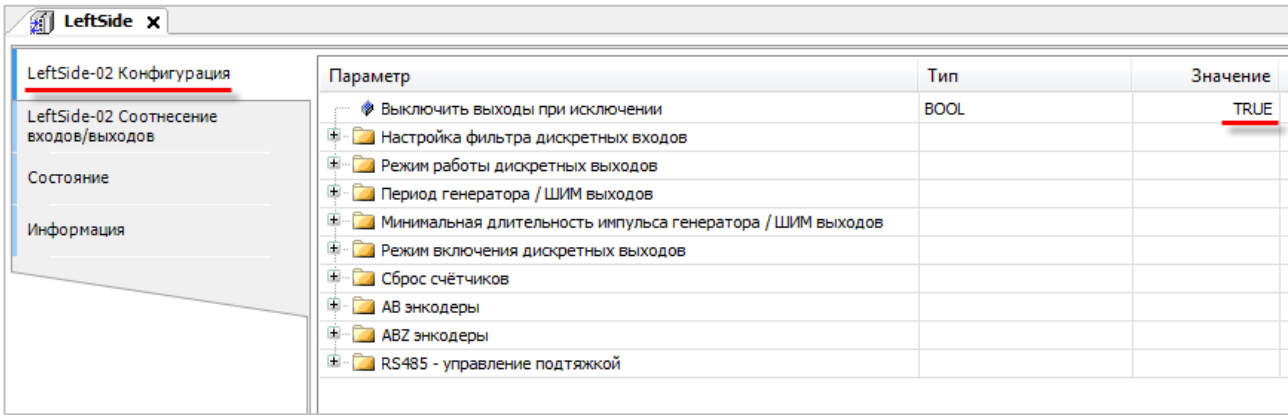 LeftSide x
LeftSide-02 Конфигурация
LeftSide-02 Соотнесение
входов/выходов
Состояние
Информация
Параметр Тип Значение
Выключить выходы при исключении BOOL TRUE
Настройка фильтра дискретных входов
Режим работы дискретных выходов
Период генератора / ШИМ выходов
Минимальная длительность импульса генератора / ШИМ выходов
Режим включения дискретных выходов
Сброс счётчиков
AB энкодеры
ABZ энкодеры
RS485 - управление подтяжкой